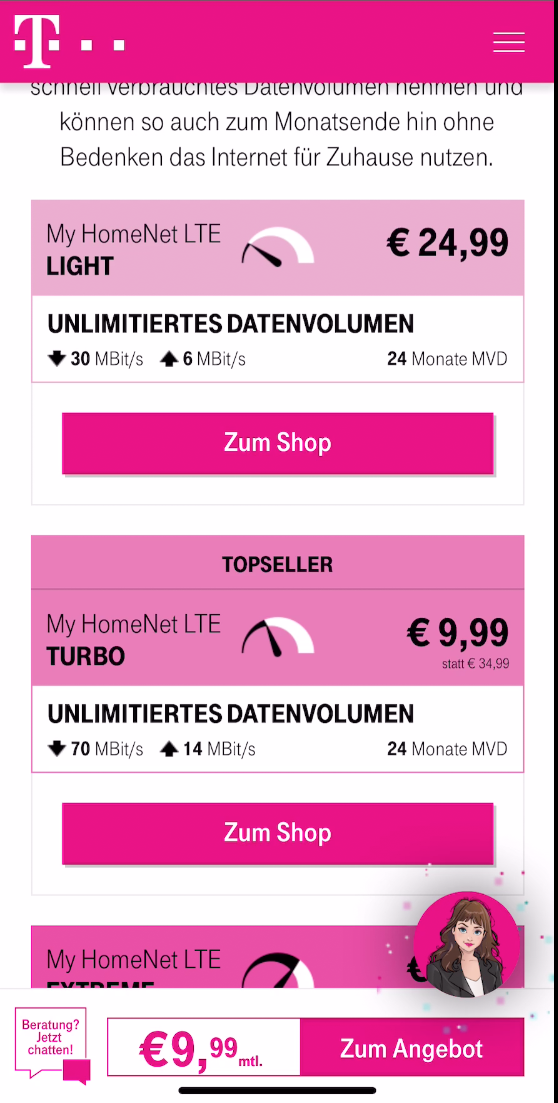 T
schnell verbrauchtes Datenvolumen nehmen und
können so auch zum Monatsende hin ohne
Bedenken das Internet für Zuhause nutzen.
My HomeNet LTE
LIGHT
€ 24,99
UNLIMITIERTES DATENVOLUMEN
30 MBit/s 6 MBit/s 24 Monate MVD
Zum Shop
TOPSELLER
My HomeNet LTE
TURBO
€ 9,99
statt € 34,99
UNLIMITIERTES DATENVOLUMEN
70 MBit/s 14 MBit/s 24 Monate MVD
Zum Shop
My HomeNet LTE
EXTREME
€
Beratung?
Jetzt
chatten!
€9,99 mtl.
Zum Angebot